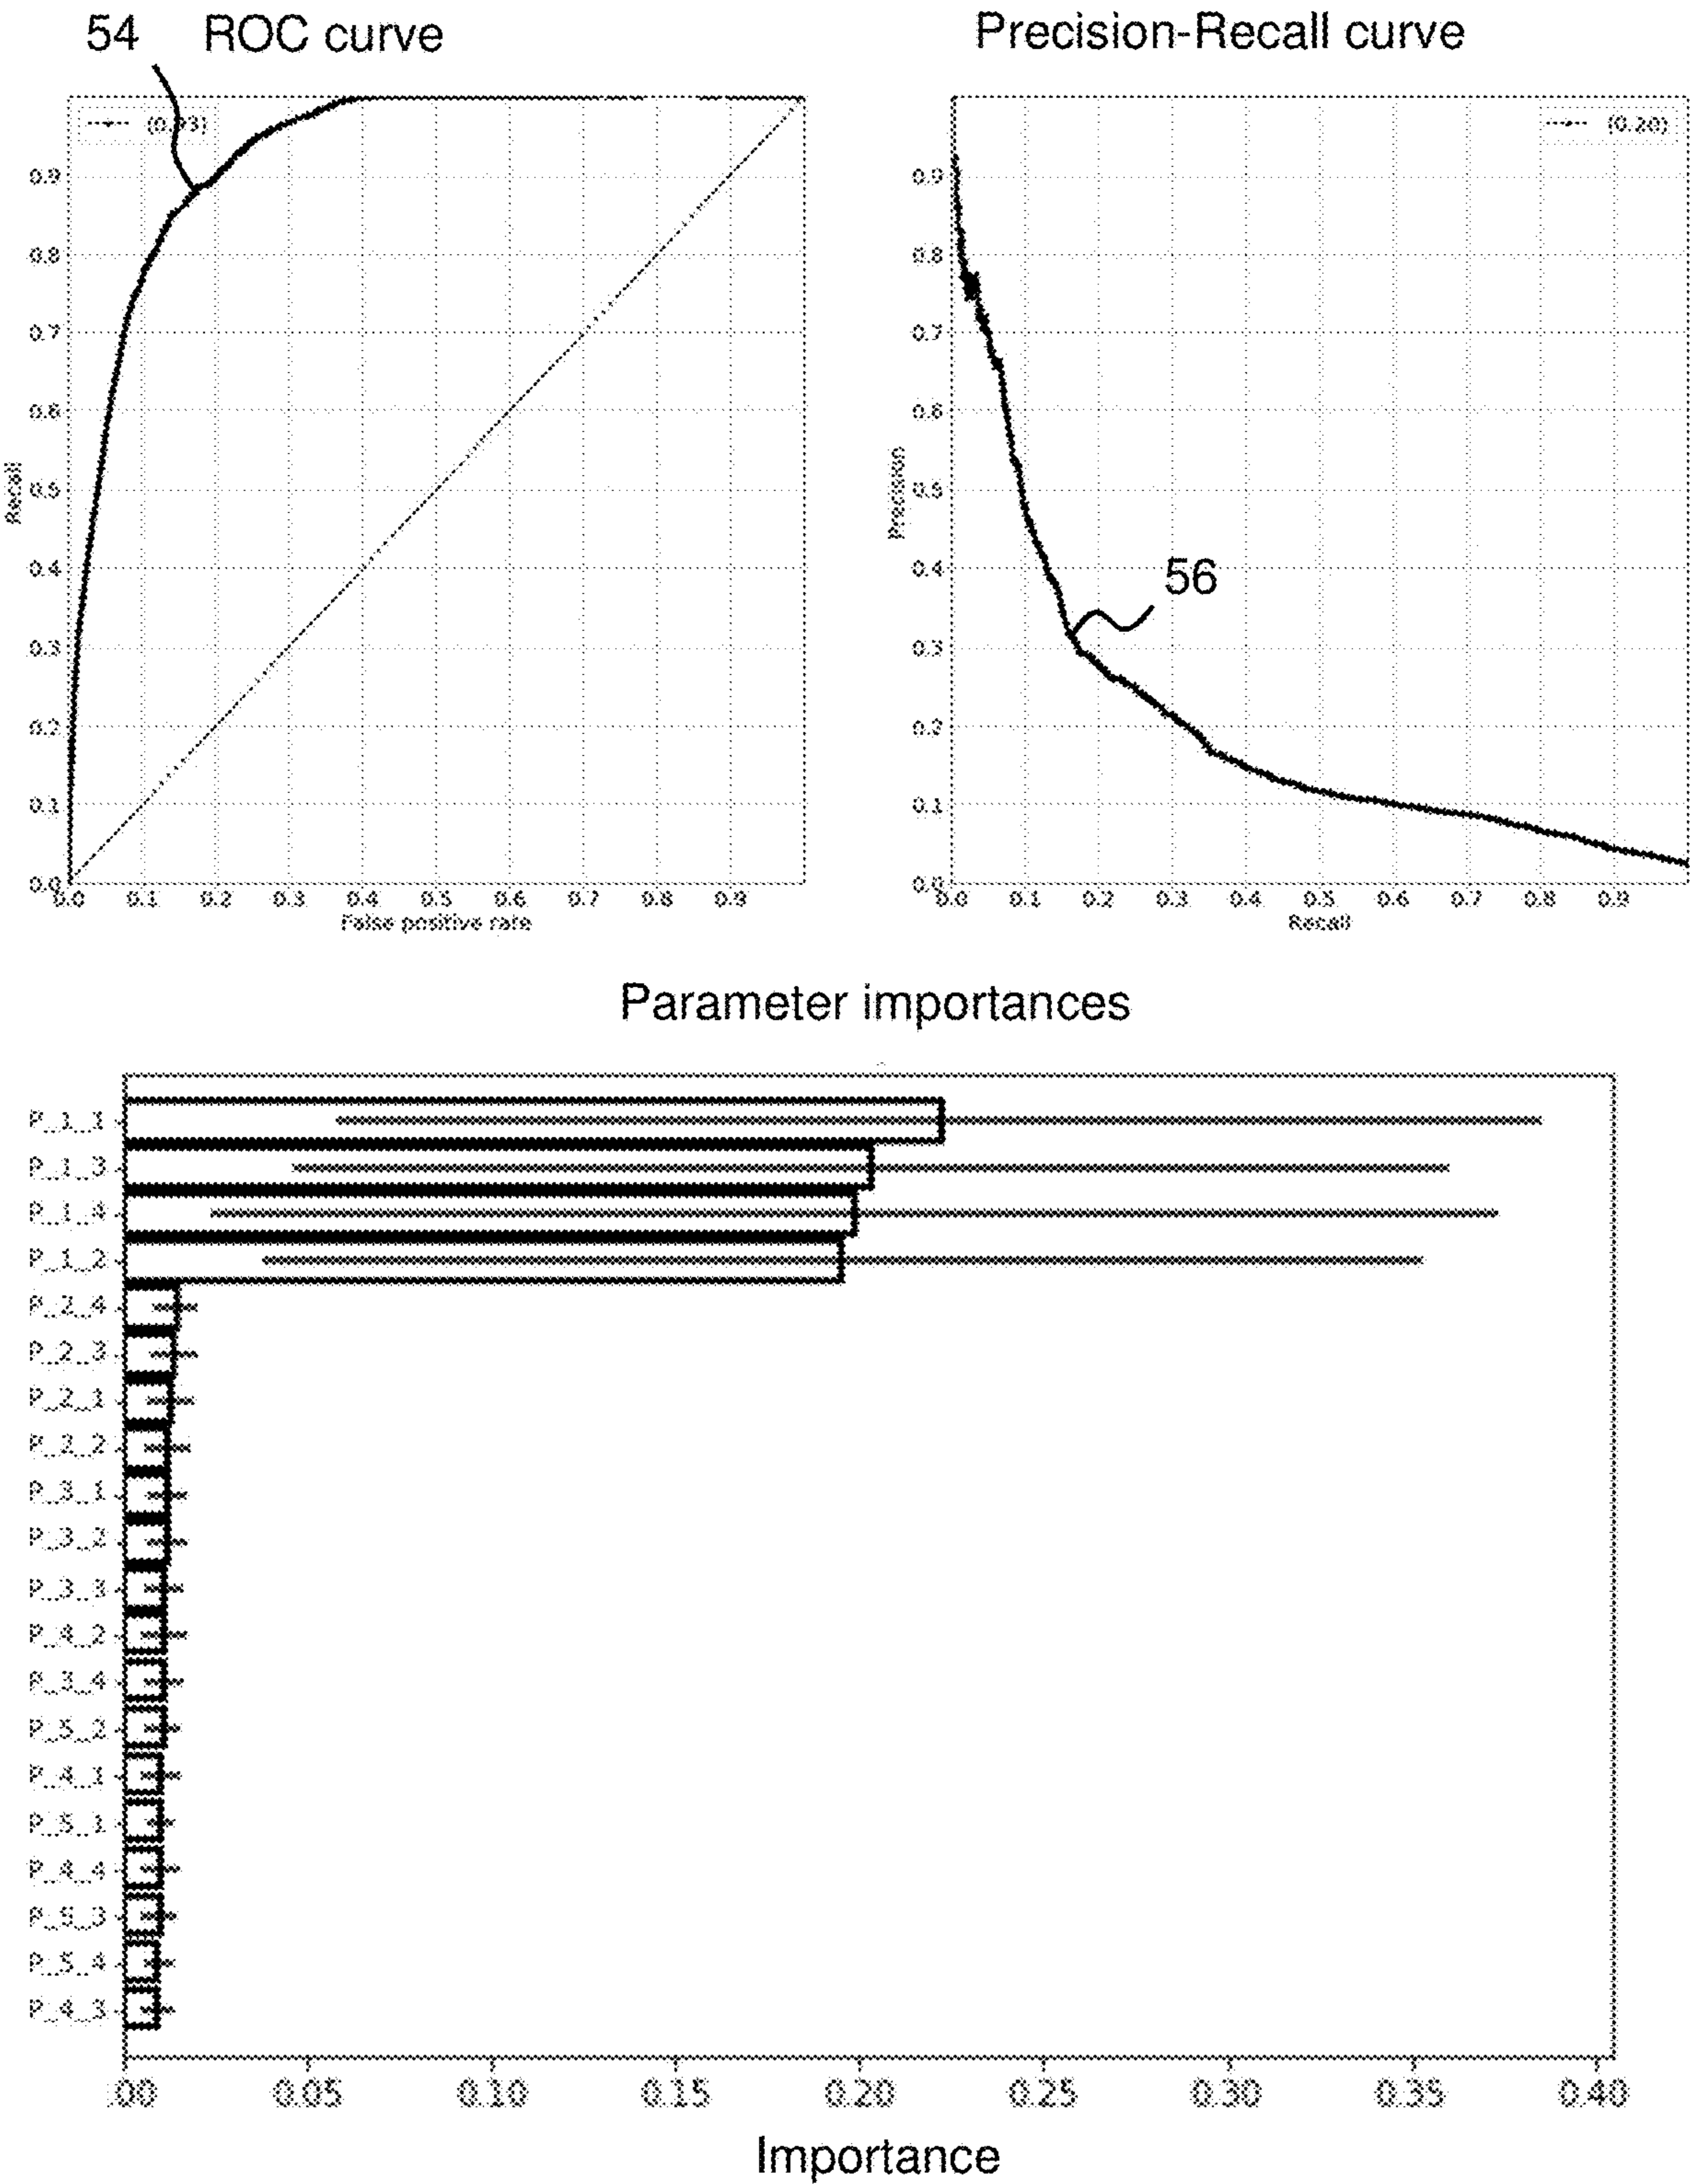 54 ROC curve
(0.93)
0.9
0.8
0.7
0.6
0.5
0.4
0.3
0.2
0.1
0.0
Recall
0.0 0.1 0.2 0.3 0.4 0.5 0.6 0.7 0.8 0.9
False positive rate
Precision-Recall curve
(0.20)
0.9
0.8
0.7
0.6
0.5
0.4
0.3
0.2
0.1
0.0
Precision
56
0.0 0.1 0.2 0.3 0.4 0.5 0.6 0.7 0.8 0.9
Recall
Parameter importances
P_1_1
P_1_3
P_1_4
P_1_2
P_2_4
P_2_3
P_2_1
P_2_2
P_3_1
P_3_2
P_3_3
P_4_2
P_3_4
P_5_2
P_4_1
P_5_1
P_4_4
P_5_3
P_5_4
P_4_3
.00 0.05 0.10 0.15 0.20 0.25 0.30 0.35 0.40
Importance